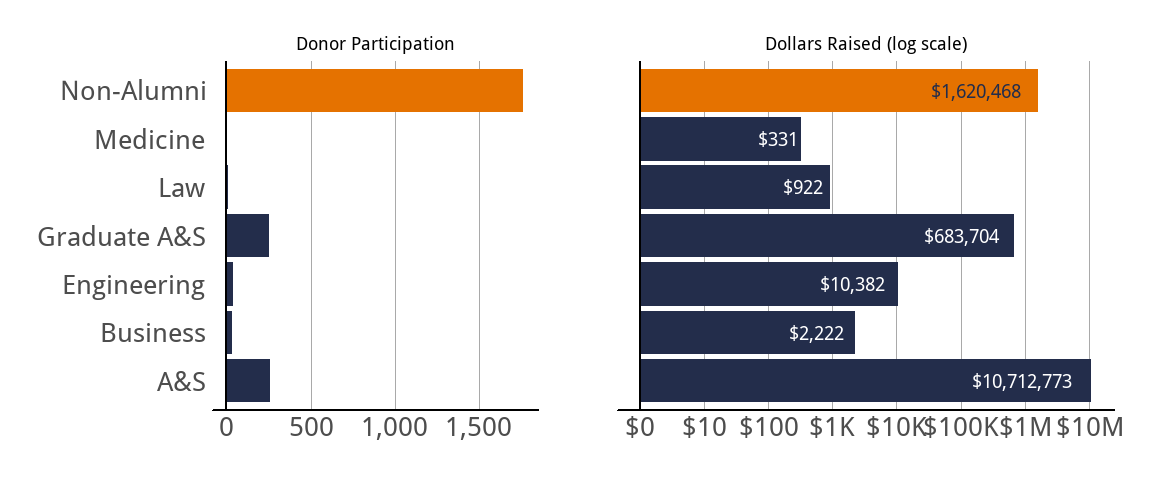 Donor Participation
Dollars Raised (log scale)
Non-Alumni
$1,620,468
Medicine
$331
Law
$922
Graduate A&S
$683,704
Engineering
$10,382
Business
$2,222
A&S
$10,712,773
0 500 1,000 1,500
$0 $10 $100 $1K $10K $100K $1M $10M